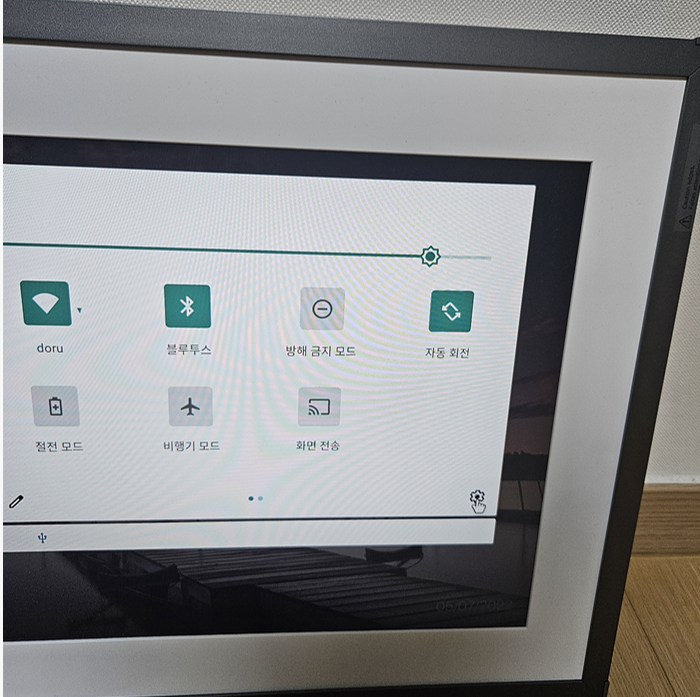 doru
블루투스
방해 금지 모드
자동 회전
절전 모드
비행기 모드
화면 전송